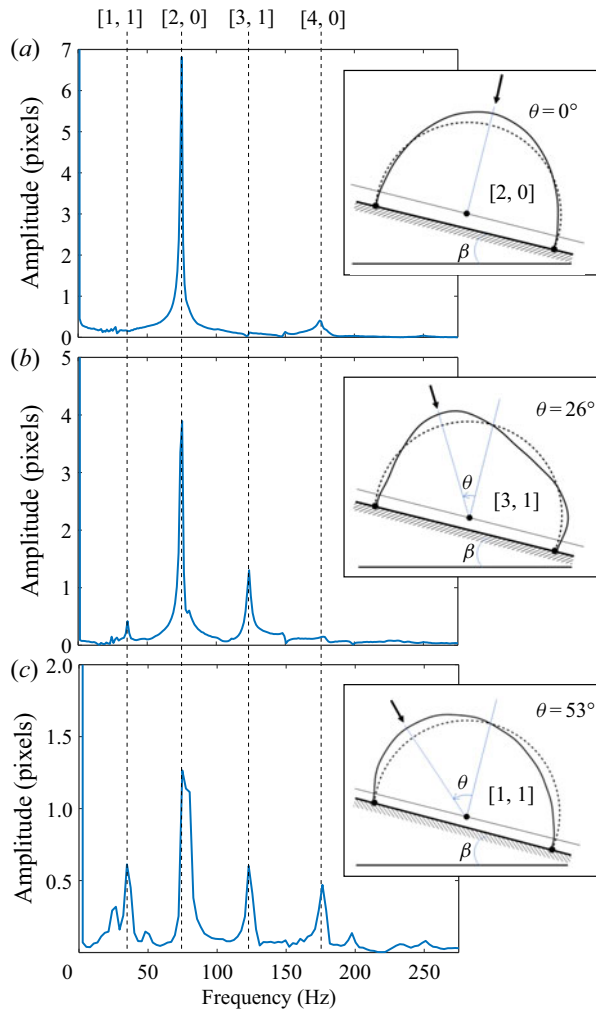 [1, 1] [2, 0] [3, 1] [4, 0]
(a)
7
6
5
4
3
2
1
0
Amplitude (pixels)
θ = 0°
[2, 0]
β
(b)
5
4
3
2
1
0
Amplitude (pixels)
θ = 26°
θ
[3, 1]
β
(c)
2.0
1.5
1.0
0.5
Amplitude (pixels)
θ = 53°
θ
[1, 1]
β
0 50 100 150 200 250
Frequency (Hz)